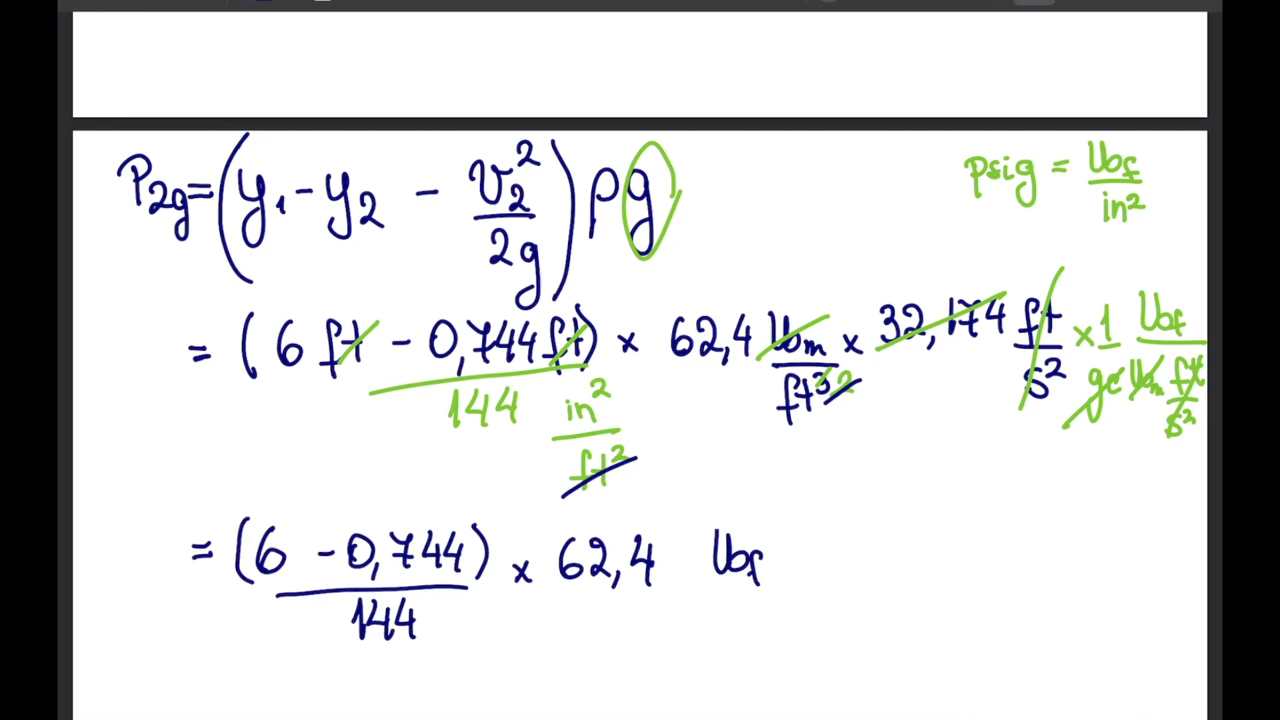 P₂g = (y₁ - y₂ - v₂²/2g) ρg
psig = lbf/in²
= (6 ft - 0,744 ft) × 62,4 lbm/ft³ ² × 32,174 ft/s² × 1/gc lbf/(lbm ft/s²)
144 in²/ft²
= (6 - 0,744)/144 × 62,4 lbf